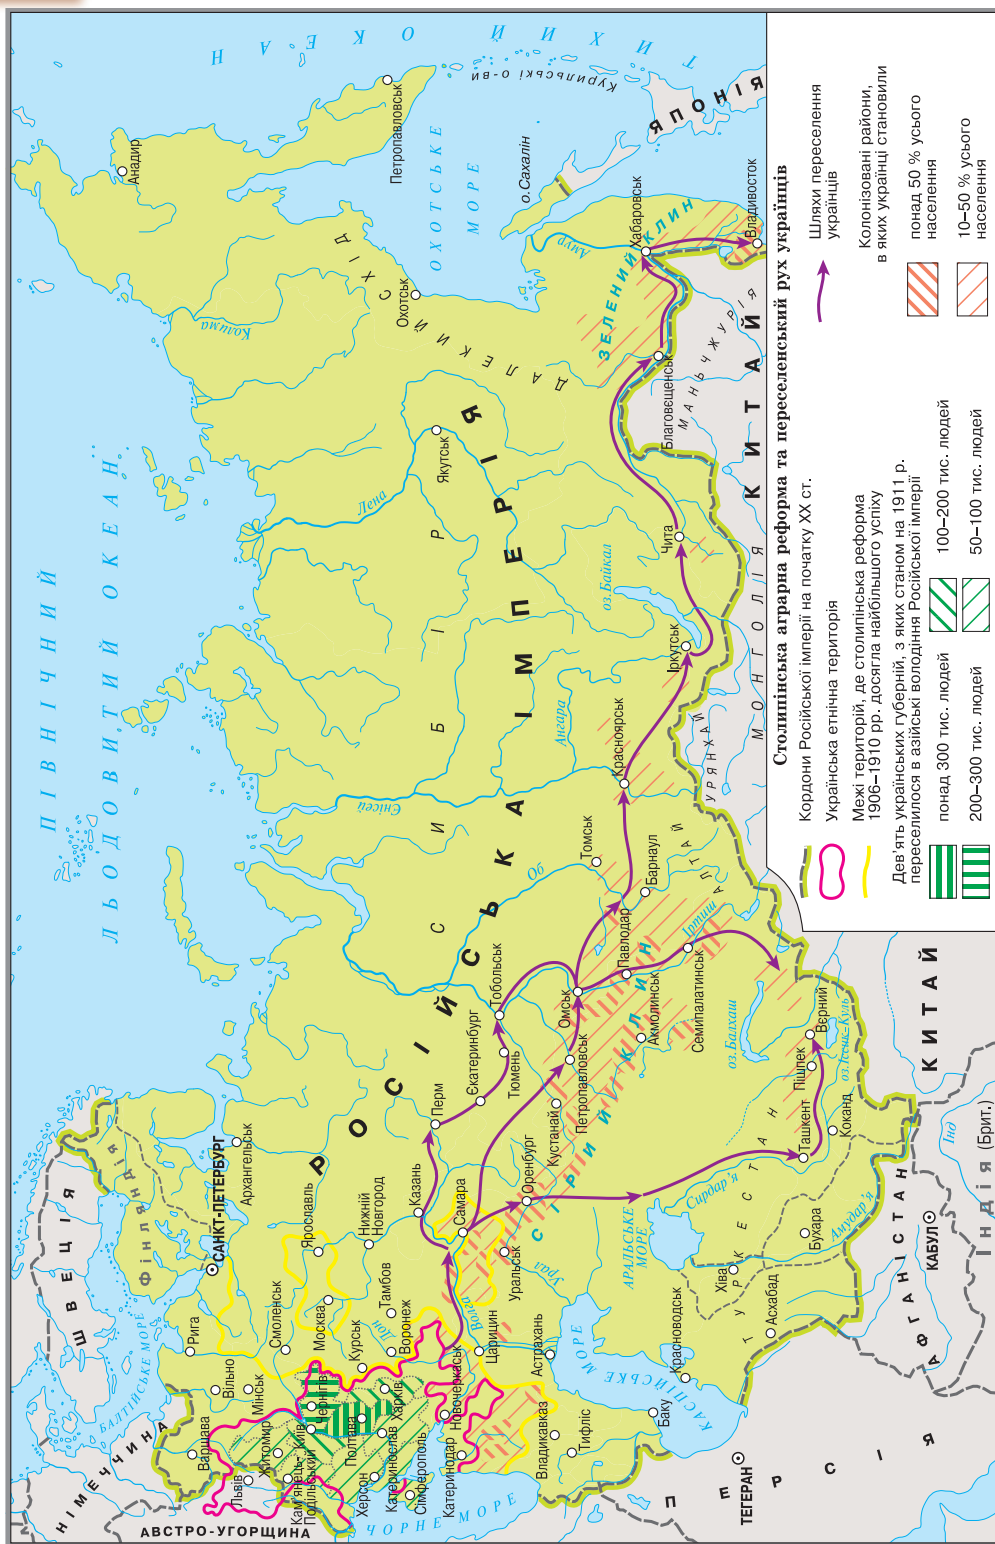 Столипінська аграрна реформа та переселенський рух українців
Кордони Російської імперії на початку ХХ ст.
Українська етнічна територія
Межі територій, де столипінська реформа
1906–1910 рр. досягла найбільшого успіху
Дев'ять українських губерній, з яких станом на 1911 р.
переселилося в азійські володіння Російської імперії
понад 300 тис. людей
200–300 тис. людей
100–200 тис. людей
50–100 тис. людей
Шляхи переселення
українців
Колонізовані райони,
в яких українці становили
понад 50 % усього
населення
10–50 % усього
населення
ПІВНІЧНИЙ
ЛЬОДОВИТИЙ ОКЕАН
ТИХИЙ ОКЕАН
ШВЕЦІЯ
Фінляндія
НІМЕЧЧИНА
БАЛТІЙСЬКЕ МОРЕ
АВСТРО-УГОРЩИНА
ЧОРНЕ МОРЕ
РОСІЙСЬКА ІМПЕРІЯ
СИБІР
ДАЛЕКИЙ СХІД
САНКТ-ПЕТЕРБУРГ
Архангельськ
Рига
Вільно
Мінськ
Варшава
Смоленськ
Москва
Ярославль
Нижній
Новгород
Казань
Перм
Єкатеринбург
Тюмень
Тобольськ
Львів
Житомир
Кам'янець-
Подільський
Київ
Чернігів
Полтава
Харків
Херсон
Катеринослав
Сімферополь
Катеринодар
Новочеркаськ
Курськ
Воронеж
Тамбов
Дон
Волга
Царицин
Астрахань
Самара
Уральськ
Урал
Оренбург
Кустанай
Петропавловськ
Омськ
Павлодар
Акмолинськ
Семипалатинськ
Іртиш
АЛТАЙ
Барнаул
Томськ
Об
Єнісей
Красноярськ
Ангара
Іркутськ
оз.Байкал
Чита
Лена
Якутськ
Колима
Анадир
Охотськ
Петропавловськ
ОХОТСЬКЕ
МОРЕ
Курильські о-ви
о.Сахалін
ЯПОНІЯ
Амур
Хабаровськ
Владивосток
Благовєщенськ
ЗЕЛЕНИЙ КЛИН
СІРИЙ КЛИН
МАНЬЧЖУРІЯ
КИТАЙ
МОНГОЛІЯ
УРЯНХАЙ
КИТАЙ
Владикавказ
Тифліс
Баку
КАСПІЙСЬКЕ МОРЕ
Красноводськ
АРАЛЬСЬКЕ
МОРЕ
Сирдар'я
Амудар'я
ТУРКЕСТАН
Хіва
Бухара
Асхабад
Ташкент
Коканд
Пішпек
Вєрний
оз.Балхаш
оз.Іссик-Куль
ТЕГЕРАН
ПЕРСІЯ
АФГАНІСТАН
КАБУЛ
Інд
Індія (Брит.)